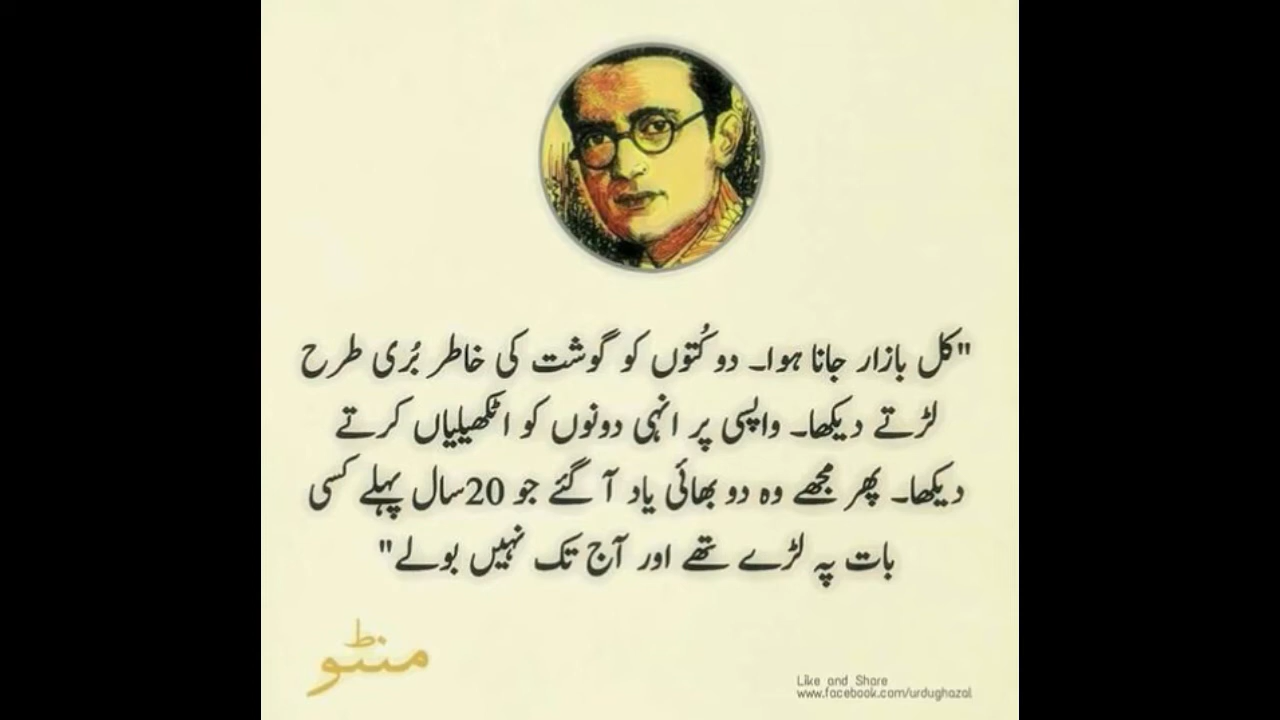 "کل بازار جانا ہوا۔ دو کُتوں کو گوشت کی خاطر بُری طرح
لڑتے دیکھا۔ واپسی پر انہی دونوں کو اٹکھیلیاں کرتے
دیکھا۔ پھر مجھے وہ دو بھائی یاد آ گئے جو 20سال پہلے کسی
بات پہ لڑے تھے اور آج تک نہیں بولے"
منٹو
Like and Share
www.facebook.com/urdughazal